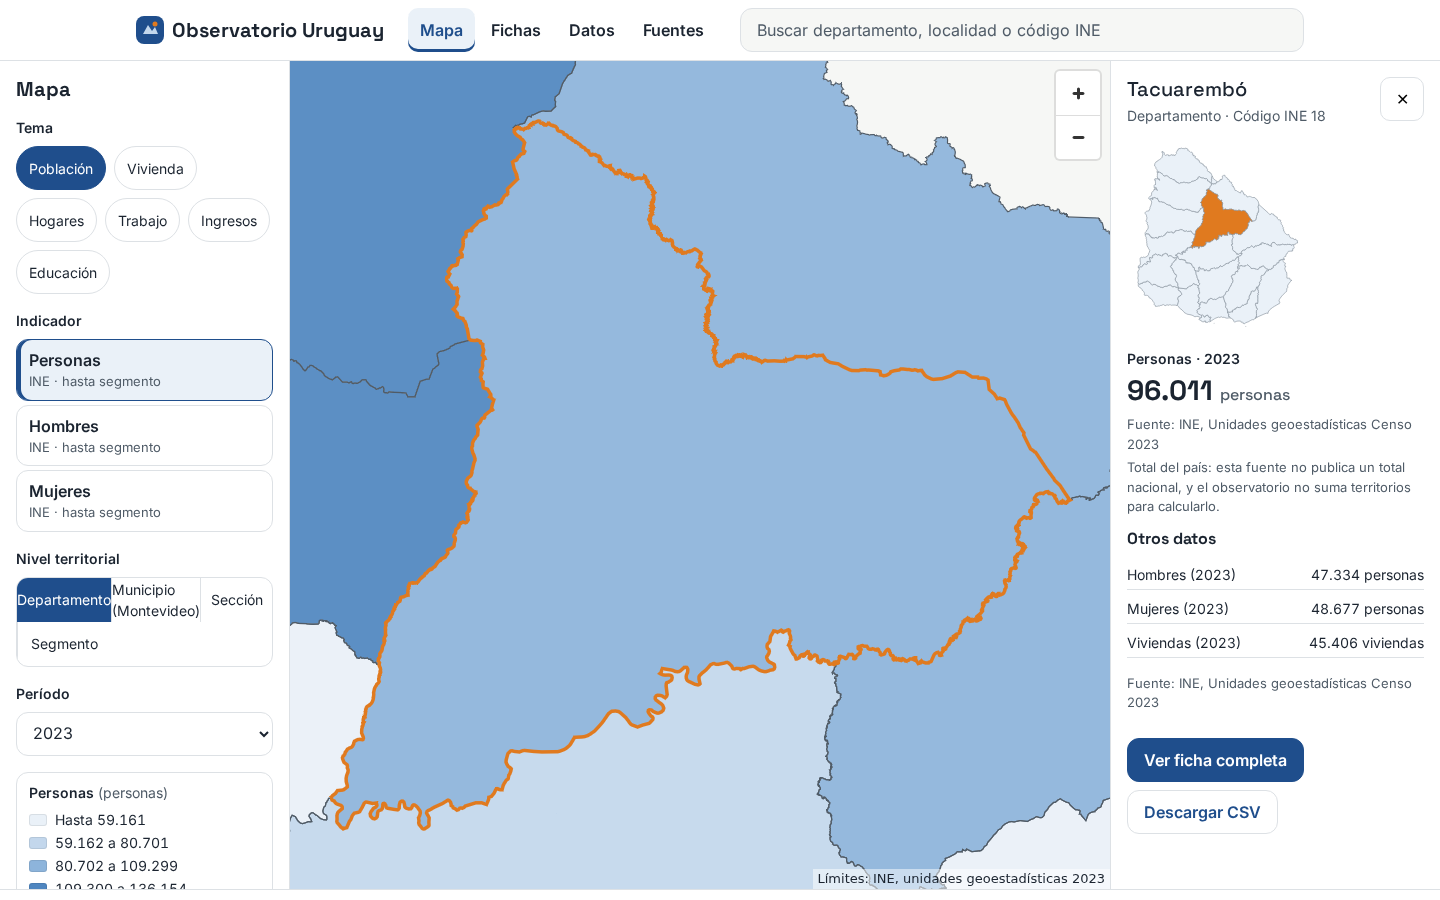 Observatorio Uruguay
Mapa
Fichas
Datos
Fuentes
Buscar departamento, localidad o código INE
Mapa
Tema
Población
Vivienda
Hogares
Trabajo
Ingresos
Educación
Indicador
Personas
INE · hasta segmento
Hombres
INE · hasta segmento
Mujeres
INE · hasta segmento
Nivel territorial
Departamento
Municipio
(Montevideo)
Sección
Segmento
Período
2023
Personas (personas)
Hasta 59.161
59.162 a 80.701
80.702 a 109.299
109.300 a 136.154
+
−
Límites: INE, unidades geoestadísticas 2023
Tacuarembó
×
Departamento · Código INE 18
Personas · 2023
96.011 personas
Fuente: INE, Unidades geoestadísticas Censo
2023
Total del país: esta fuente no publica un total
nacional, y el observatorio no suma territorios
para calcularlo.
Otros datos
Hombres (2023) 47.334 personas
Mujeres (2023) 48.677 personas
Viviendas (2023) 45.406 viviendas
Fuente: INE, Unidades geoestadísticas Censo
2023
Ver ficha completa
Descargar CSV